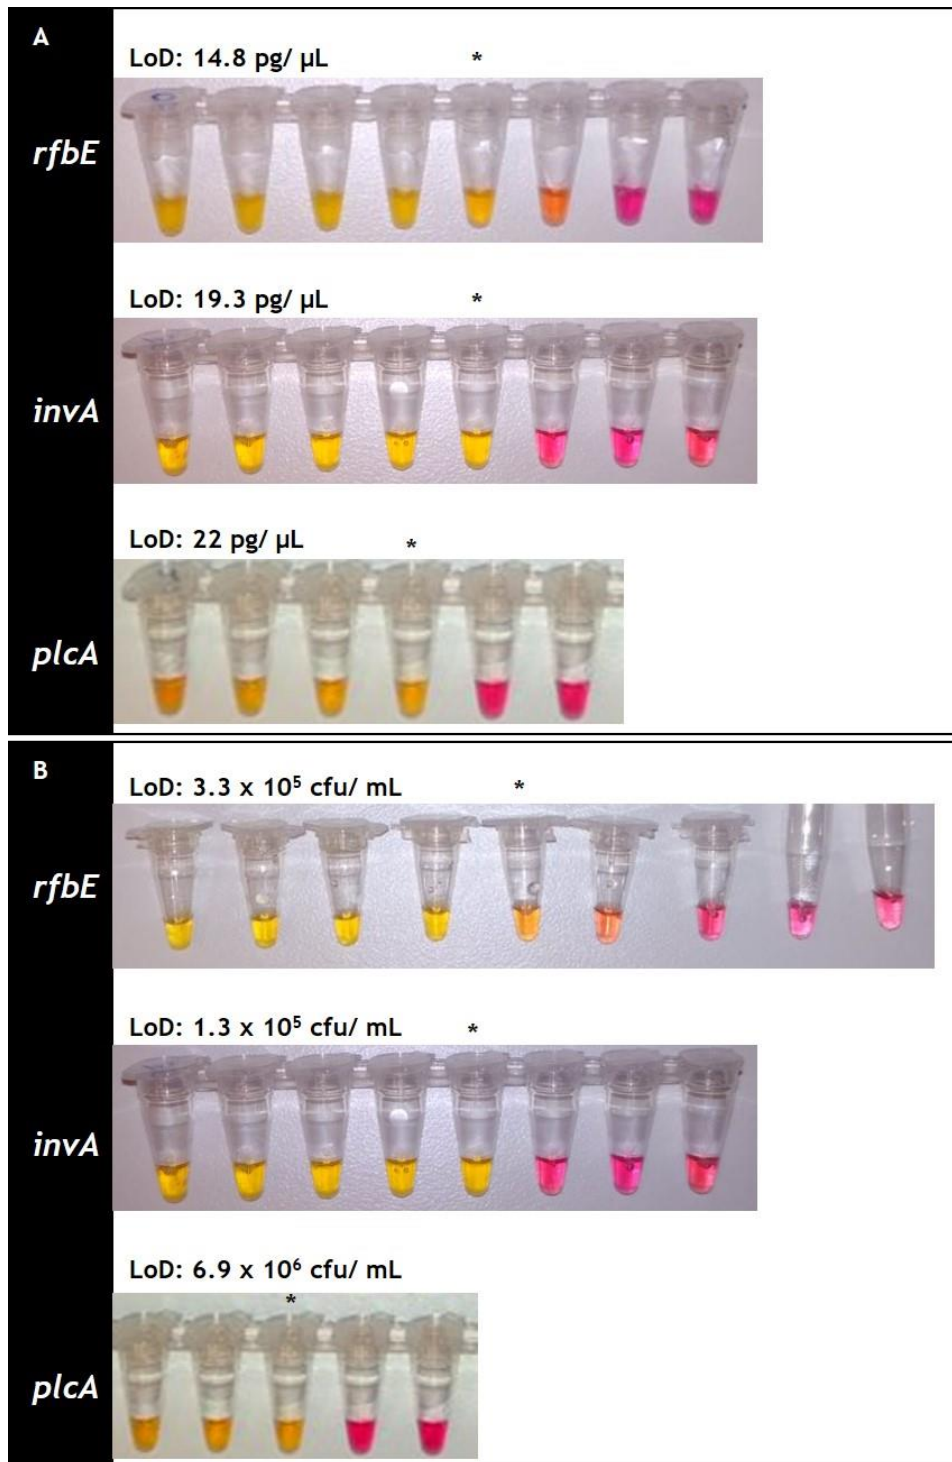 A
LoD: 14.8 pg/ µL *
rfbE
LoD: 19.3 pg/ µL *
invA
LoD: 22 pg/ µL *
plcA
B
LoD: 3.3 x 10⁵ cfu/ mL *
rfbE
LoD: 1.3 x 10⁵ cfu/ mL *
invA
LoD: 6.9 x 10⁶ cfu/ mL
*
plcA